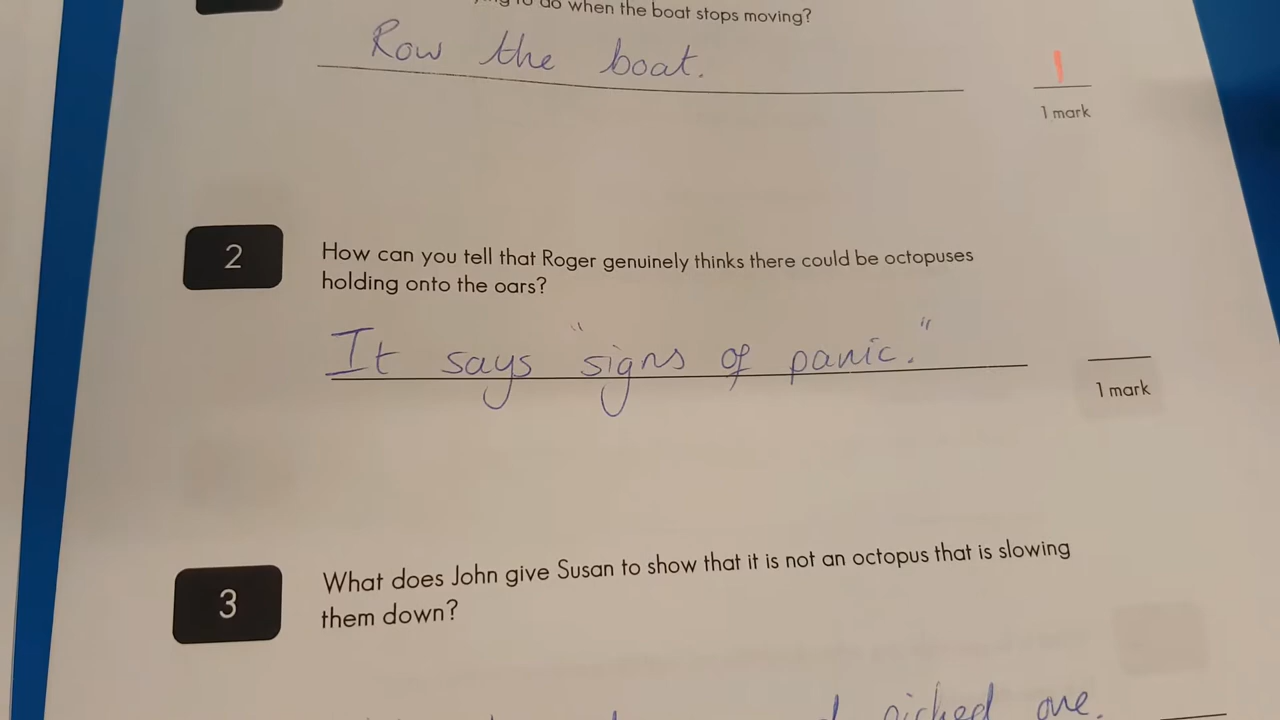 to do when the boat stops moving?
Row the boat.
1
1 mark
2
How can you tell that Roger genuinely thinks there could be octopuses
holding onto the oars?
It says "signs of panic."
1 mark
3
What does John give Susan to show that it is not an octopus that is slowing
them down?
picked one.